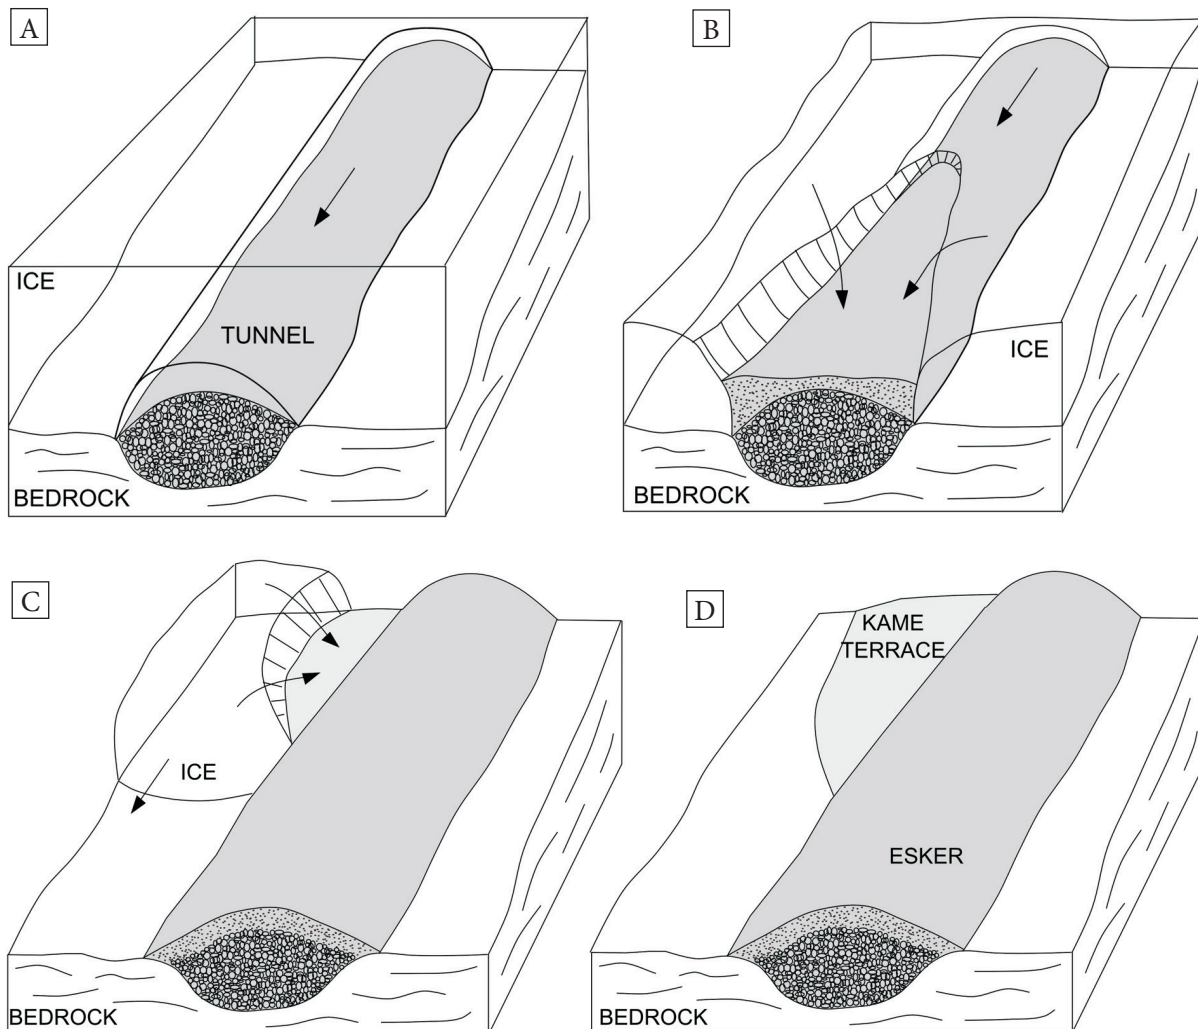 A
ICE
TUNNEL
BEDROCK
B
ICE
BEDROCK
C
ICE
BEDROCK
D
KAME
TERRACE
ESKER
BEDROCK